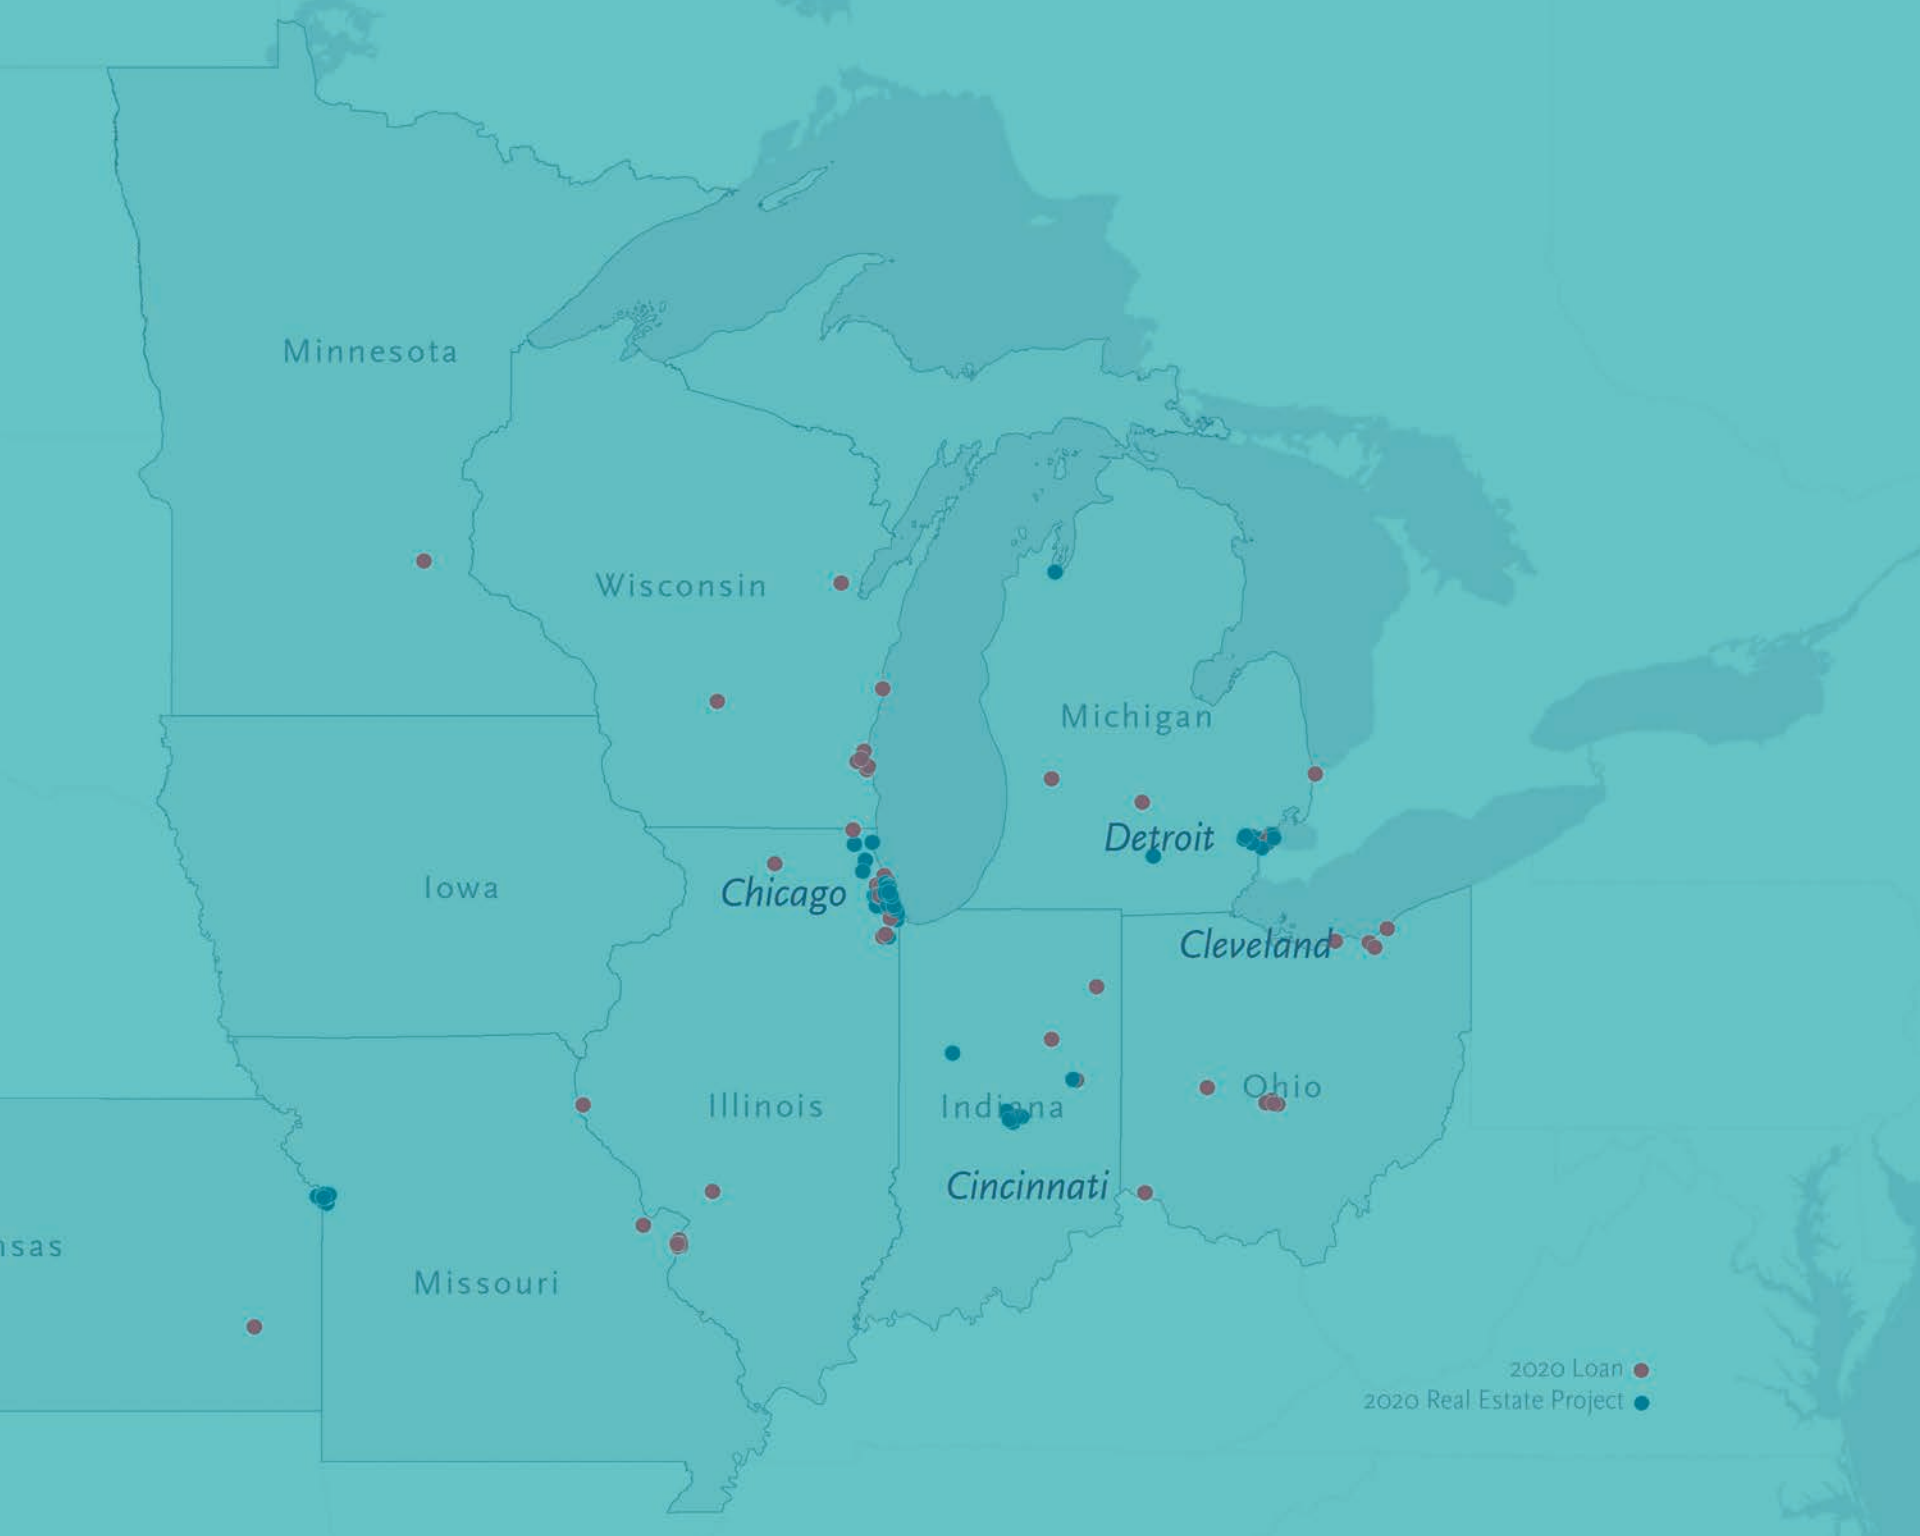 Minnesota
Wisconsin
Michigan
Detroit
Iowa
Chicago
Cleveland
Ohio
Illinois
Indiana
Cincinnati
nsas
Missouri
2020 Loan
2020 Real Estate Project